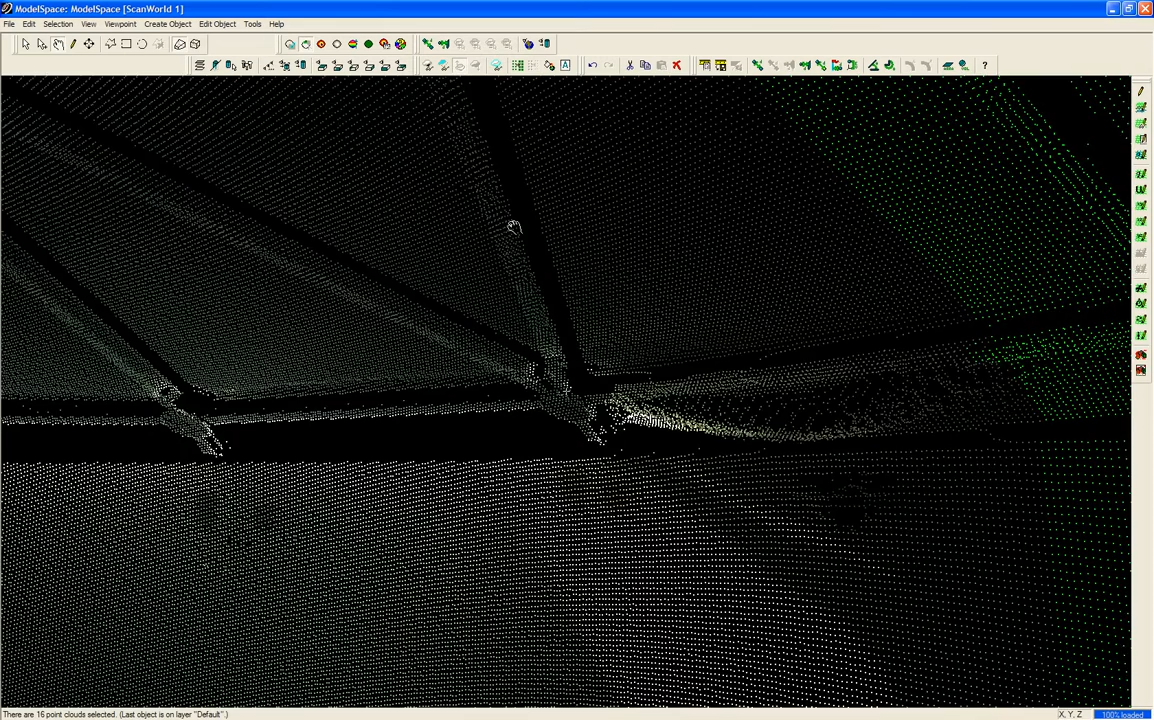 ModelSpace: ModelSpace [ScanWorld 1]
File Edit Selection View Viewpoint Create Object Edit Object Tools Help
There are 16 point clouds selected. (Last object is on layer "Default".)
X, Y, Z
100% loaded